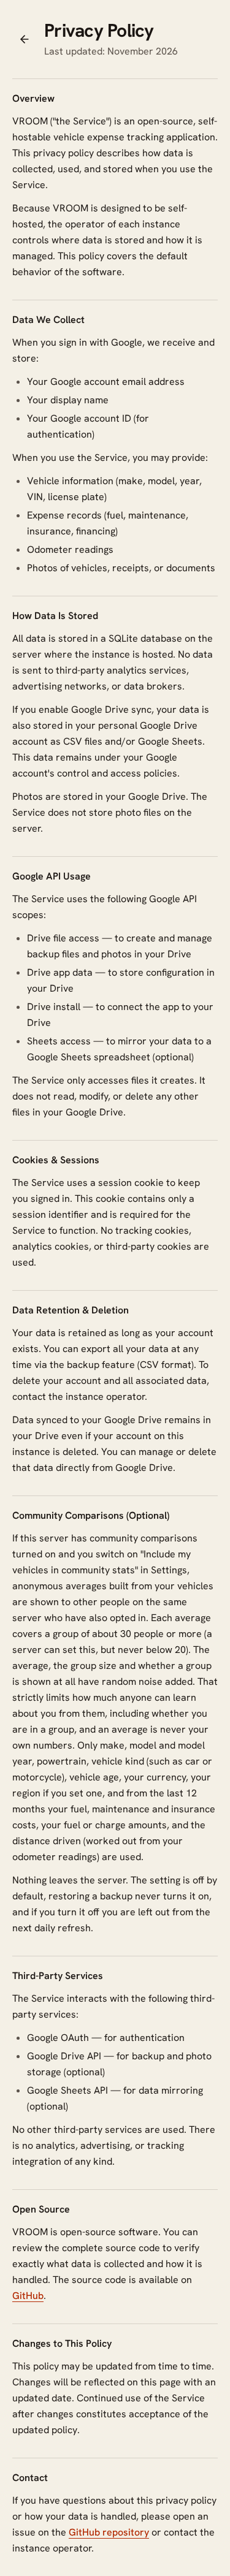 Privacy Policy
Last updated: November 2026
Overview
VROOM ("the Service") is an open-source, self-
hostable vehicle expense tracking application.
This privacy policy describes how data is
collected, used, and stored when you use the
Service.
Because VROOM is designed to be self-
hosted, the operator of each instance
controls where data is stored and how it is
managed. This policy covers the default
behavior of the software.
Data We Collect
When you sign in with Google, we receive and
store:
• Your Google account email address
• Your display name
• Your Google account ID (for
authentication)
When you use the Service, you may provide:
• Vehicle information (make, model, year,
VIN, license plate)
• Expense records (fuel, maintenance,
insurance, financing)
• Odometer readings
• Photos of vehicles, receipts, or documents
How Data Is Stored
All data is stored in a SQLite database on the
server where the instance is hosted. No data
is sent to third-party analytics services,
advertising networks, or data brokers.
If you enable Google Drive sync, your data is
also stored in your personal Google Drive
account as CSV files and/or Google Sheets.
This data remains under your Google
account's control and access policies.
Photos are stored in your Google Drive. The
Service does not store photo files on the
server.
Google API Usage
The Service uses the following Google API
scopes:
• Drive file access — to create and manage
backup files and photos in your Drive
• Drive app data — to store configuration in
your Drive
• Drive install — to connect the app to your
Drive
• Sheets access — to mirror your data to a
Google Sheets spreadsheet (optional)
The Service only accesses files it creates. It
does not read, modify, or delete any other
files in your Google Drive.
Cookies & Sessions
The Service uses a session cookie to keep
you signed in. This cookie contains only a
session identifier and is required for the
Service to function. No tracking cookies,
analytics cookies, or third-party cookies are
used.
Data Retention & Deletion
Your data is retained as long as your account
exists. You can export all your data at any
time via the backup feature (CSV format). To
delete your account and all associated data,
contact the instance operator.
Data synced to your Google Drive remains in
your Drive even if your account on this
instance is deleted. You can manage or delete
that data directly from Google Drive.
Community Comparisons (Optional)
If this server has community comparisons
turned on and you switch on "Include my
vehicles in community stats" in Settings,
anonymous averages built from your vehicles
are shown to other people on the same
server who have also opted in. Each average
covers a group of about 30 people or more (a
server can set this, but never below 20). The
average, the group size and whether a group
is shown at all have random noise added. That
strictly limits how much anyone can learn
about you from them, including whether you
are in a group, and an average is never your
own numbers. Only make, model and model
year, powertrain, vehicle kind (such as car or
motorcycle), vehicle age, your currency, your
region if you set one, and from the last 12
months your fuel, maintenance and insurance
costs, your fuel or charge amounts, and the
distance driven (worked out from your
odometer readings) are used.
Nothing leaves the server. The setting is off by
default, restoring a backup never turns it on,
and if you turn it off you are left out from the
next daily refresh.
Third-Party Services
The Service interacts with the following third-
party services:
• Google OAuth — for authentication
• Google Drive API — for backup and photo
storage (optional)
• Google Sheets API — for data mirroring
(optional)
No other third-party services are used. There
is no analytics, advertising, or tracking
integration of any kind.
Open Source
VROOM is open-source software. You can
review the complete source code to verify
exactly what data is collected and how it is
handled. The source code is available on
GitHub.
Changes to This Policy
This policy may be updated from time to time.
Changes will be reflected on this page with an
updated date. Continued use of the Service
after changes constitutes acceptance of the
updated policy.
Contact
If you have questions about this privacy policy
or how your data is handled, please open an
issue on the GitHub repository or contact the
instance operator.